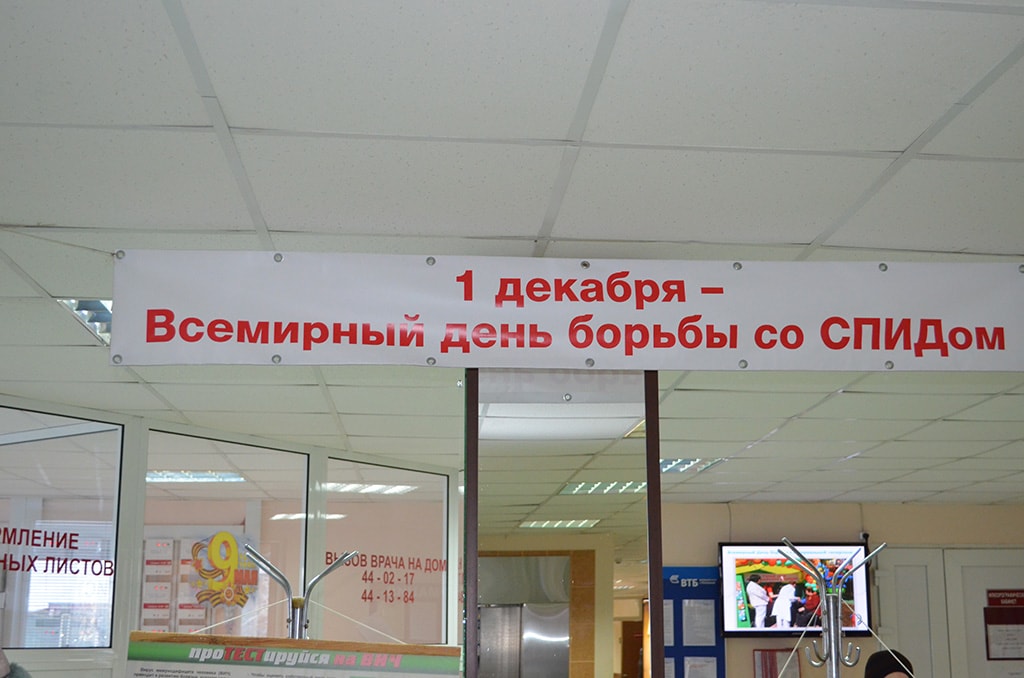 1 декабря –
Всемирный день борьбы со СПИДом
РМЛЕНИЕ
НЫХ ЛИСТОВ
9
МАЯ
ВЫЗОВ ВРАЧА НА ДОМ
44 - 02 - 17
44 - 13 - 84
ВТБ
проТЕСТируйся на ВИЧ